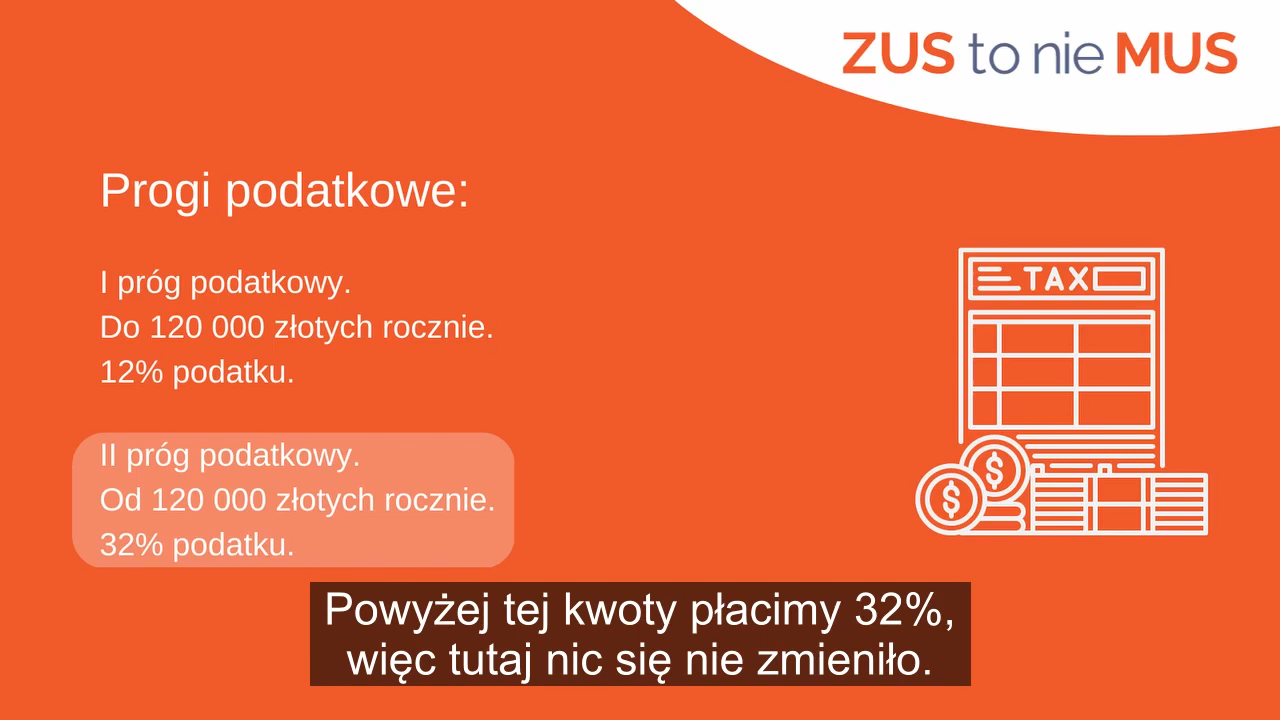 ZUS to nie MUS
Progi podatkowe:
I próg podatkowy.
Do 120 000 złotych rocznie.
12% podatku.
TAX
II próg podatkowy.
Od 120 000 złotych rocznie.
32% podatku.
$
$
Powyżej tej kwoty płacimy 32%,
więc tutaj nic się nie zmieniło.